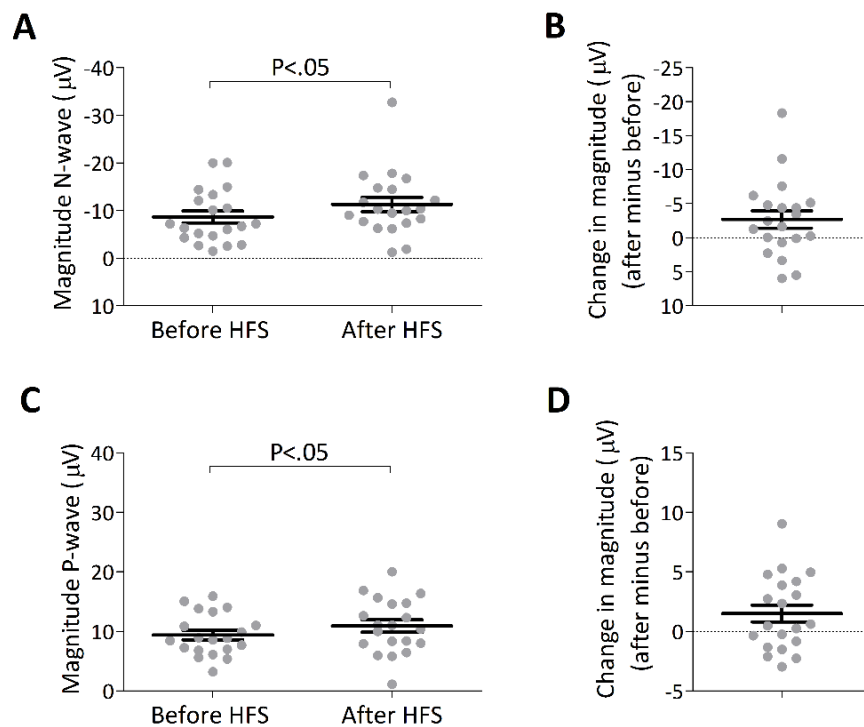 A
Magnitude N-wave (μV)
-40
-30
-20
-10
0
10
P<.05
Before HFS
After HFS
B
Change in magnitude (μV)
(after minus before)
-25
-20
-15
-10
-5
0
5
10
C
Magnitude P-wave (μV)
40
30
20
10
0
P<.05
Before HFS
After HFS
D
Change in magnitude (μV)
(after minus before)
15
10
5
0
-5